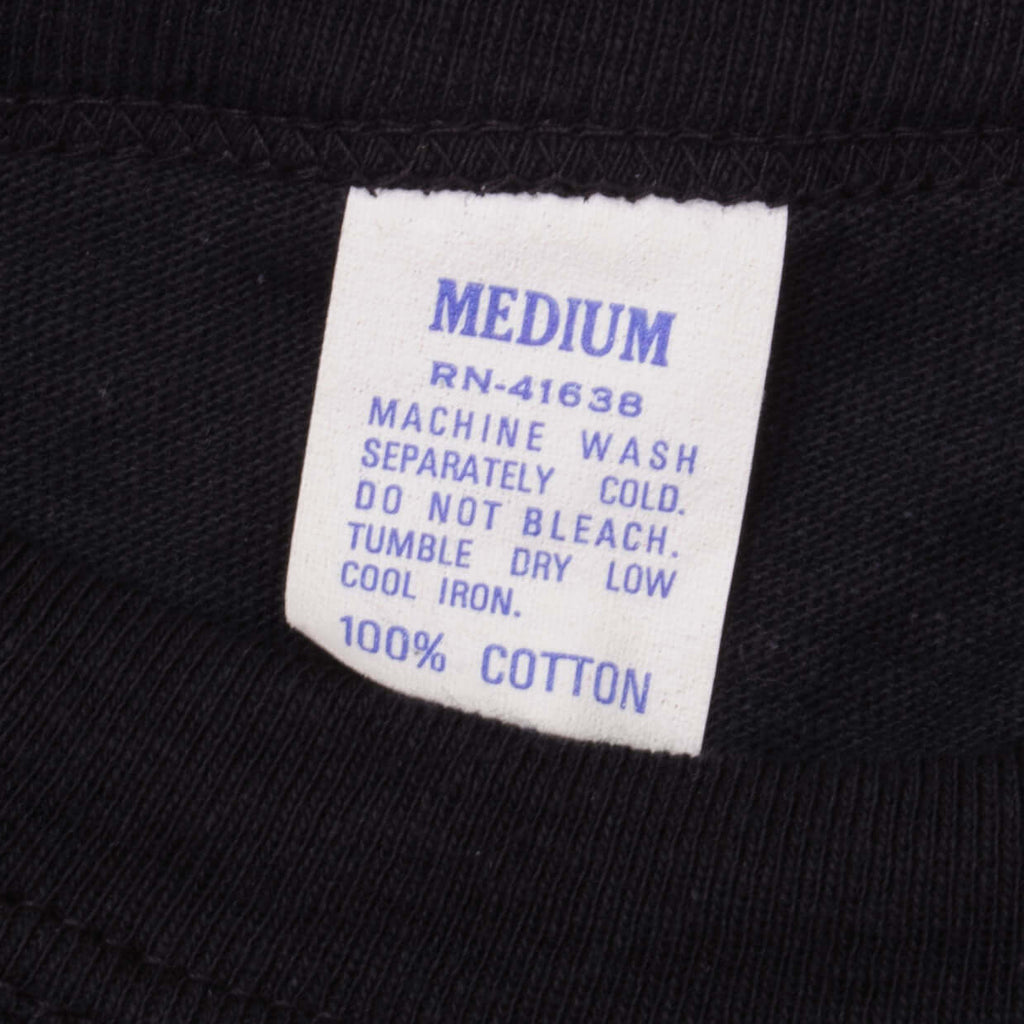 MEDIUM
RN-41638
MACHINE WASH
SEPARATELY COLD.
DO NOT BLEACH.
TUMBLE DRY LOW
COOL IRON.
100% COTTON